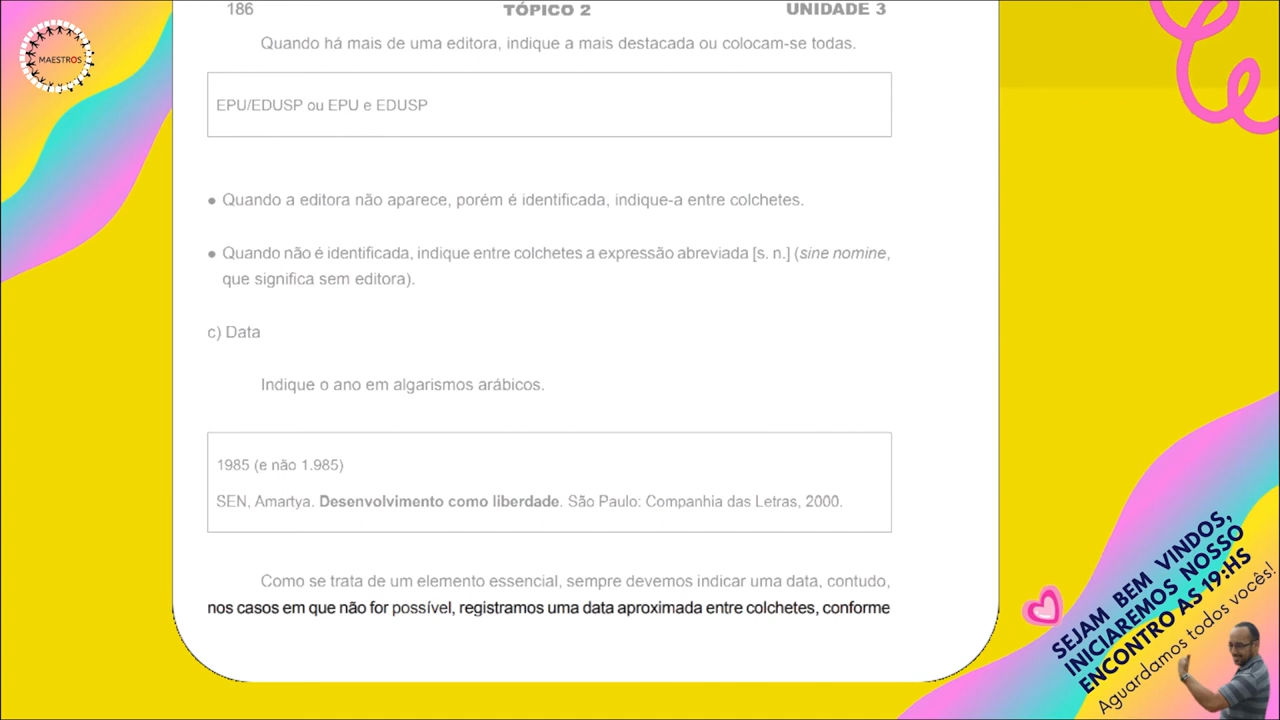 MAESTROS
186 TÓPICO 2 UNIDADE 3
Quando há mais de uma editora, indique a mais destacada ou colocam-se todas.
EPU/EDUSP ou EPU e EDUSP
● Quando a editora não aparece, porém é identificada, indique-a entre colchetes.
● Quando não é identificada, indique entre colchetes a expressão abreviada [s. n.] (sine nomine,
que significa sem editora).
c) Data
Indique o ano em algarismos arábicos.
1985 (e não 1.985)
SEN, Amartya. Desenvolvimento como liberdade. São Paulo: Companhia das Letras, 2000.
Como se trata de um elemento essencial, sempre devemos indicar uma data, contudo,
nos casos em que não for possível, registramos uma data aproximada entre colchetes, conforme
SEJAM BEM VINDOS,
INICIAREMOS NOSSO
ENCONTRO AS 19:HS
Aguardamos todos vocês!